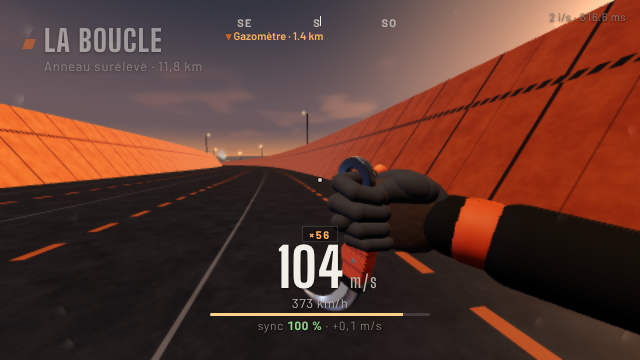 SE S SO
▼Gazomètre · 1.4 km
LA BOUCLE
Anneau surélevé · 11,8 km
×56
104 m/s
373 km/h
sync 100 % · +0,1 m/s